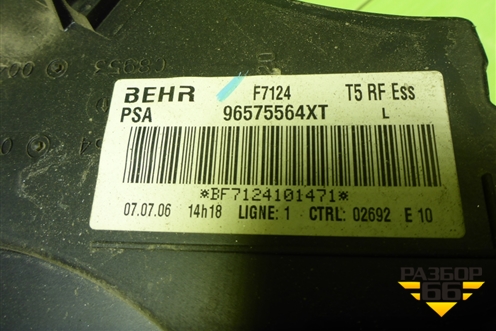 BEHR F7124 T5 RF Ess
PSA 96575564XT L
*BF7124101471*
07.07.06 14h18 LIGNE: 1 CTRL: 02692 E 10
РАЗБОР
66